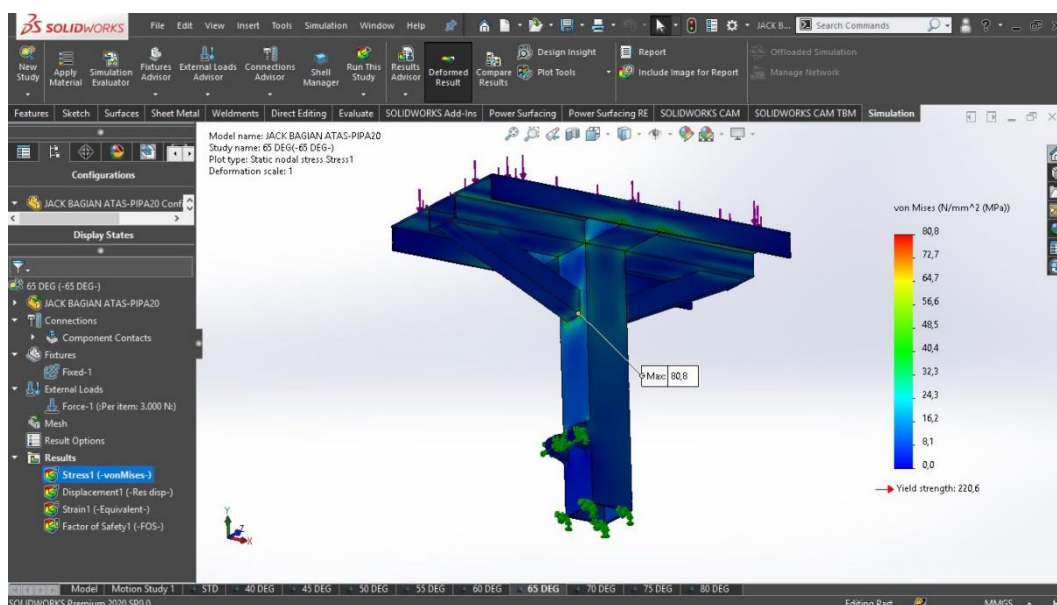 SOLIDWORKS File Edit View Insert Tools Simulation Window Help JACK B... Search Commands
New Study
Apply Material
Simulation Evaluator
Fixtures Advisor
External Loads Advisor
Connections Advisor
Shell Manager
Run This Study
Results Advisor
Deformed Result
Compare Results
Design Insight
Plot Tools
Report
Include Image for Report
Offloaded Simulation
Manage Network
Features Sketch Surfaces Sheet Metal Weldments Direct Editing Evaluate SOLIDWORKS Add-Ins Power Surfacing Power Surfacing RE SOLIDWORKS CAM SOLIDWORKS CAM TBM Simulation
Configurations
JACK BAGIAN ATAS-PIPA20 Conf
Display States
65 DEG (-65 DEG-)
JACK BAGIAN ATAS-PIPA20
Connections
Component Contacts
Fixtures
Fixed-1
External Loads
Force-1 (:Per item: 3.000 N:)
Mesh
Result Options
Results
Stress1 (-vonMises-)
Displacement1 (-Res disp-)
Strain1 (-Equivalent-)
Factor of Safety1 (-FOS-)
Model name: JACK BAGIAN ATAS-PIPA20
Study name: 65 DEG(-65 DEG-)
Plot type: Static nodal stress Stress1
Deformation scale: 1
Max: 80,8
von Mises (N/mm^2 (MPa))
80,8
72,7
64,7
56,6
48,5
40,4
32,3
24,3
16,2
8,1
0,0
Yield strength: 220,6
Y
Z
X
Model Motion Study 1 STD 40 DEG 45 DEG 50 DEG 55 DEG 60 DEG 65 DEG 70 DEG 75 DEG 80 DEG
SOLIDWORKS Premium 2020 SP0.0 Editing Part MMGS